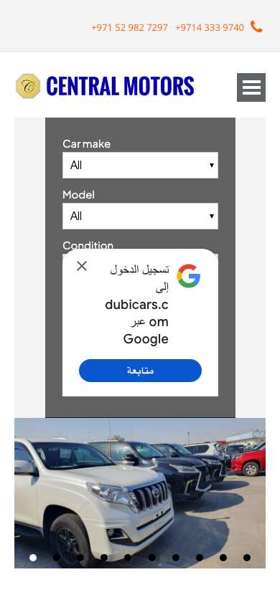 +971 52 982 7297 · +9714 333 9740
CENTRAL MOTORS
Car make
All
Model
All
Condition
تسجيل الدخول
إلى
dubicars.c
om عبر
Google
متابعة